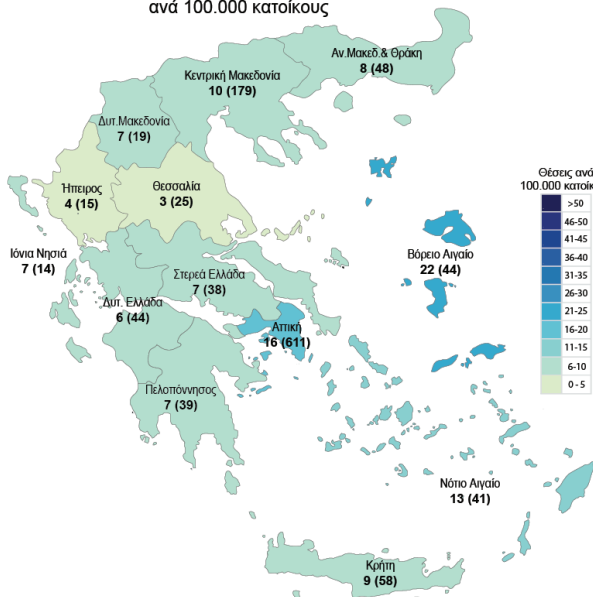 ανά 100.000 κατοίκους
Αν.Μακεδ.& Θράκη
8 (48)
Κεντρική Μακεδονία
10 (179)
Δυτ.Μακεδονία
7 (19)
Ήπειρος
4 (15)
Θεσσαλία
3 (25)
Ιόνια Νησιά
7 (14)
Στερεά Ελλάδα
7 (38)
Δυτ. Ελλάδα
6 (44)
Αττική
16 (611)
Πελοπόννησος
7 (39)
Βόρειο Αιγαίο
22 (44)
Νότιο Αιγαίο
13 (41)
Κρήτη
9 (58)
Θέσεις ανά
100.000 κατοίκ
>50
46-50
41-45
36-40
31-35
26-30
21-25
16-20
11-15
6-10
0 - 5